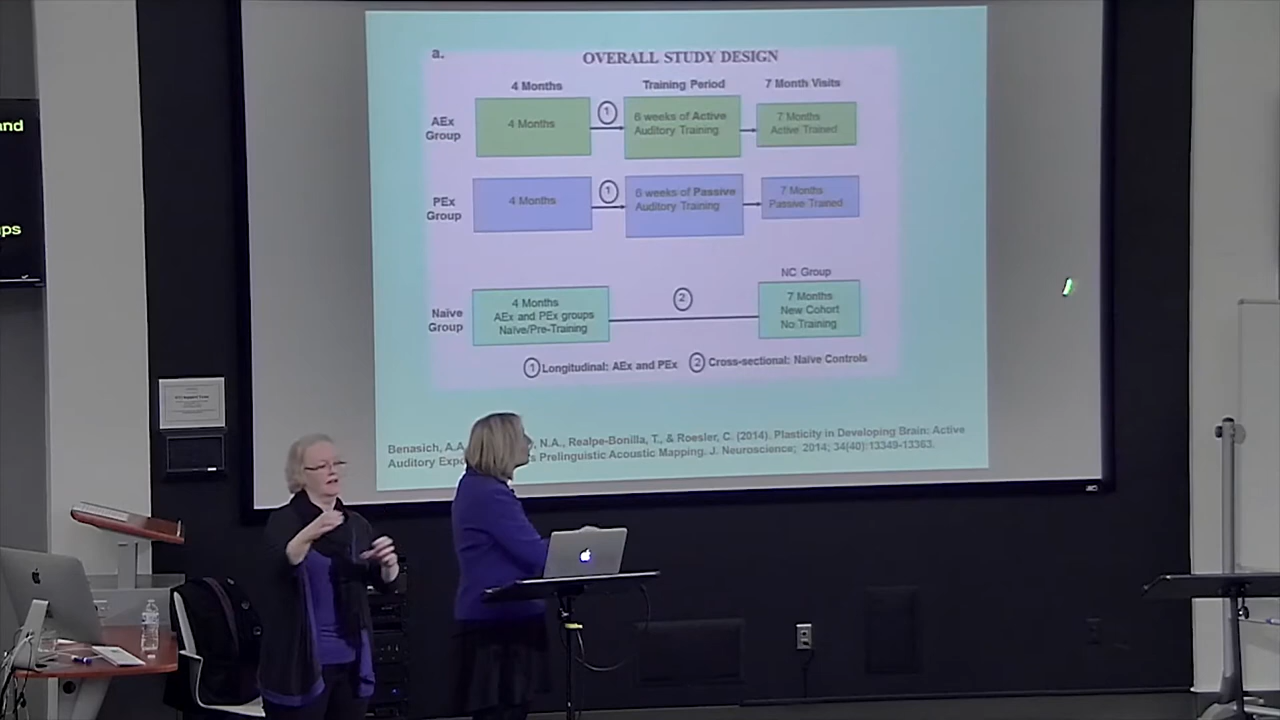 and
ps
a.
OVERALL STUDY DESIGN
4 Months
Training Period
7 Month Visits
AEx
Group
4 Months
1
6 weeks of Active
Auditory Training
7 Months
Active Trained
PEx
Group
4 Months
1
6 weeks of Passive
Auditory Training
7 Months
Passive Trained
NC Group
Naive
Group
4 Months
AEx and PEx groups
Naive/Pre-Training
2
7 Months
New Cohort
No Training
1 Longitudinal: AEx and PEx 2 Cross-sectional: Naive Controls
Benasich, A.A. N.A., Realpe-Bonilla, T., & Roesler, C. (2014). Plasticity in Developing Brain: Active
Auditory Expo s Prelinguistic Acoustic Mapping. J. Neuroscience; 2014; 34(40):13349-13363.